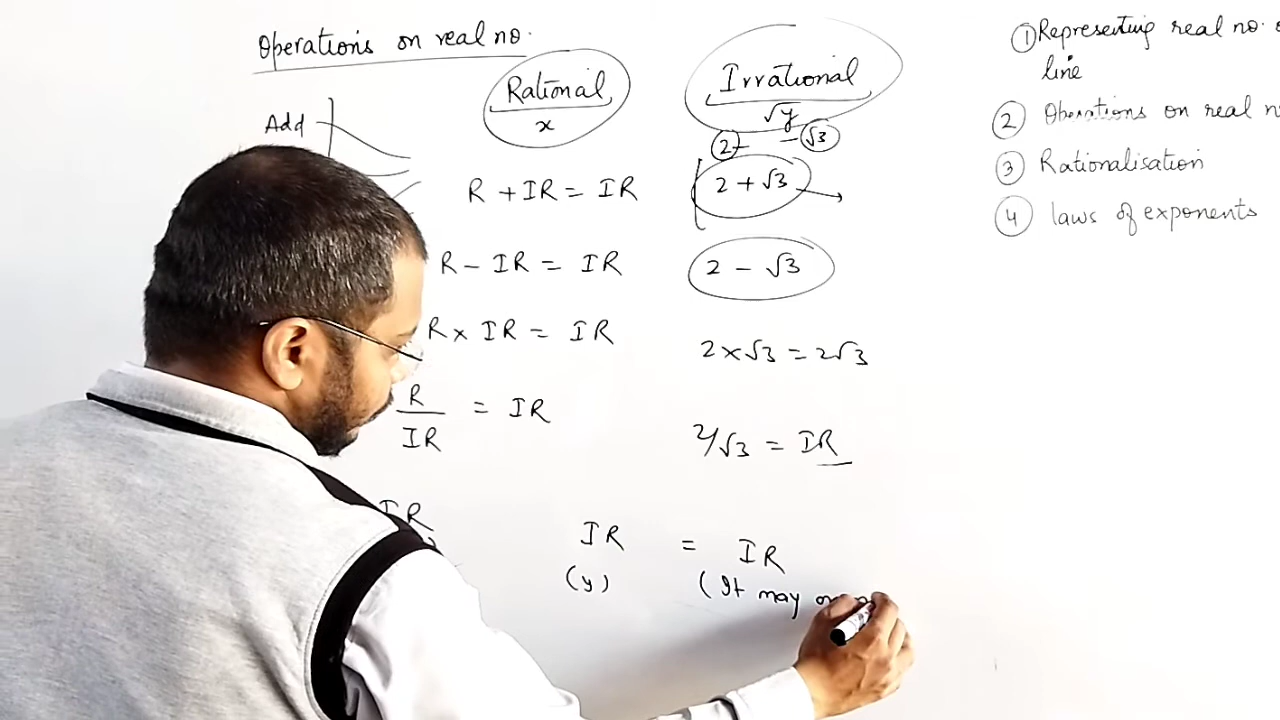 Operations on real no.
Rational
x
Irrational
√y
Add
2 - √3
R + IR = IR
2 + √3
R - IR = IR
2 - √3
R × IR = IR
2 × √3 = 2√3
R
IR
= IR
2/√3 = IR
IR
IR = IR
(y)
(It may or
① Representing real no.
line
② Operations on real
③ Rationalisation
④ laws of exponents